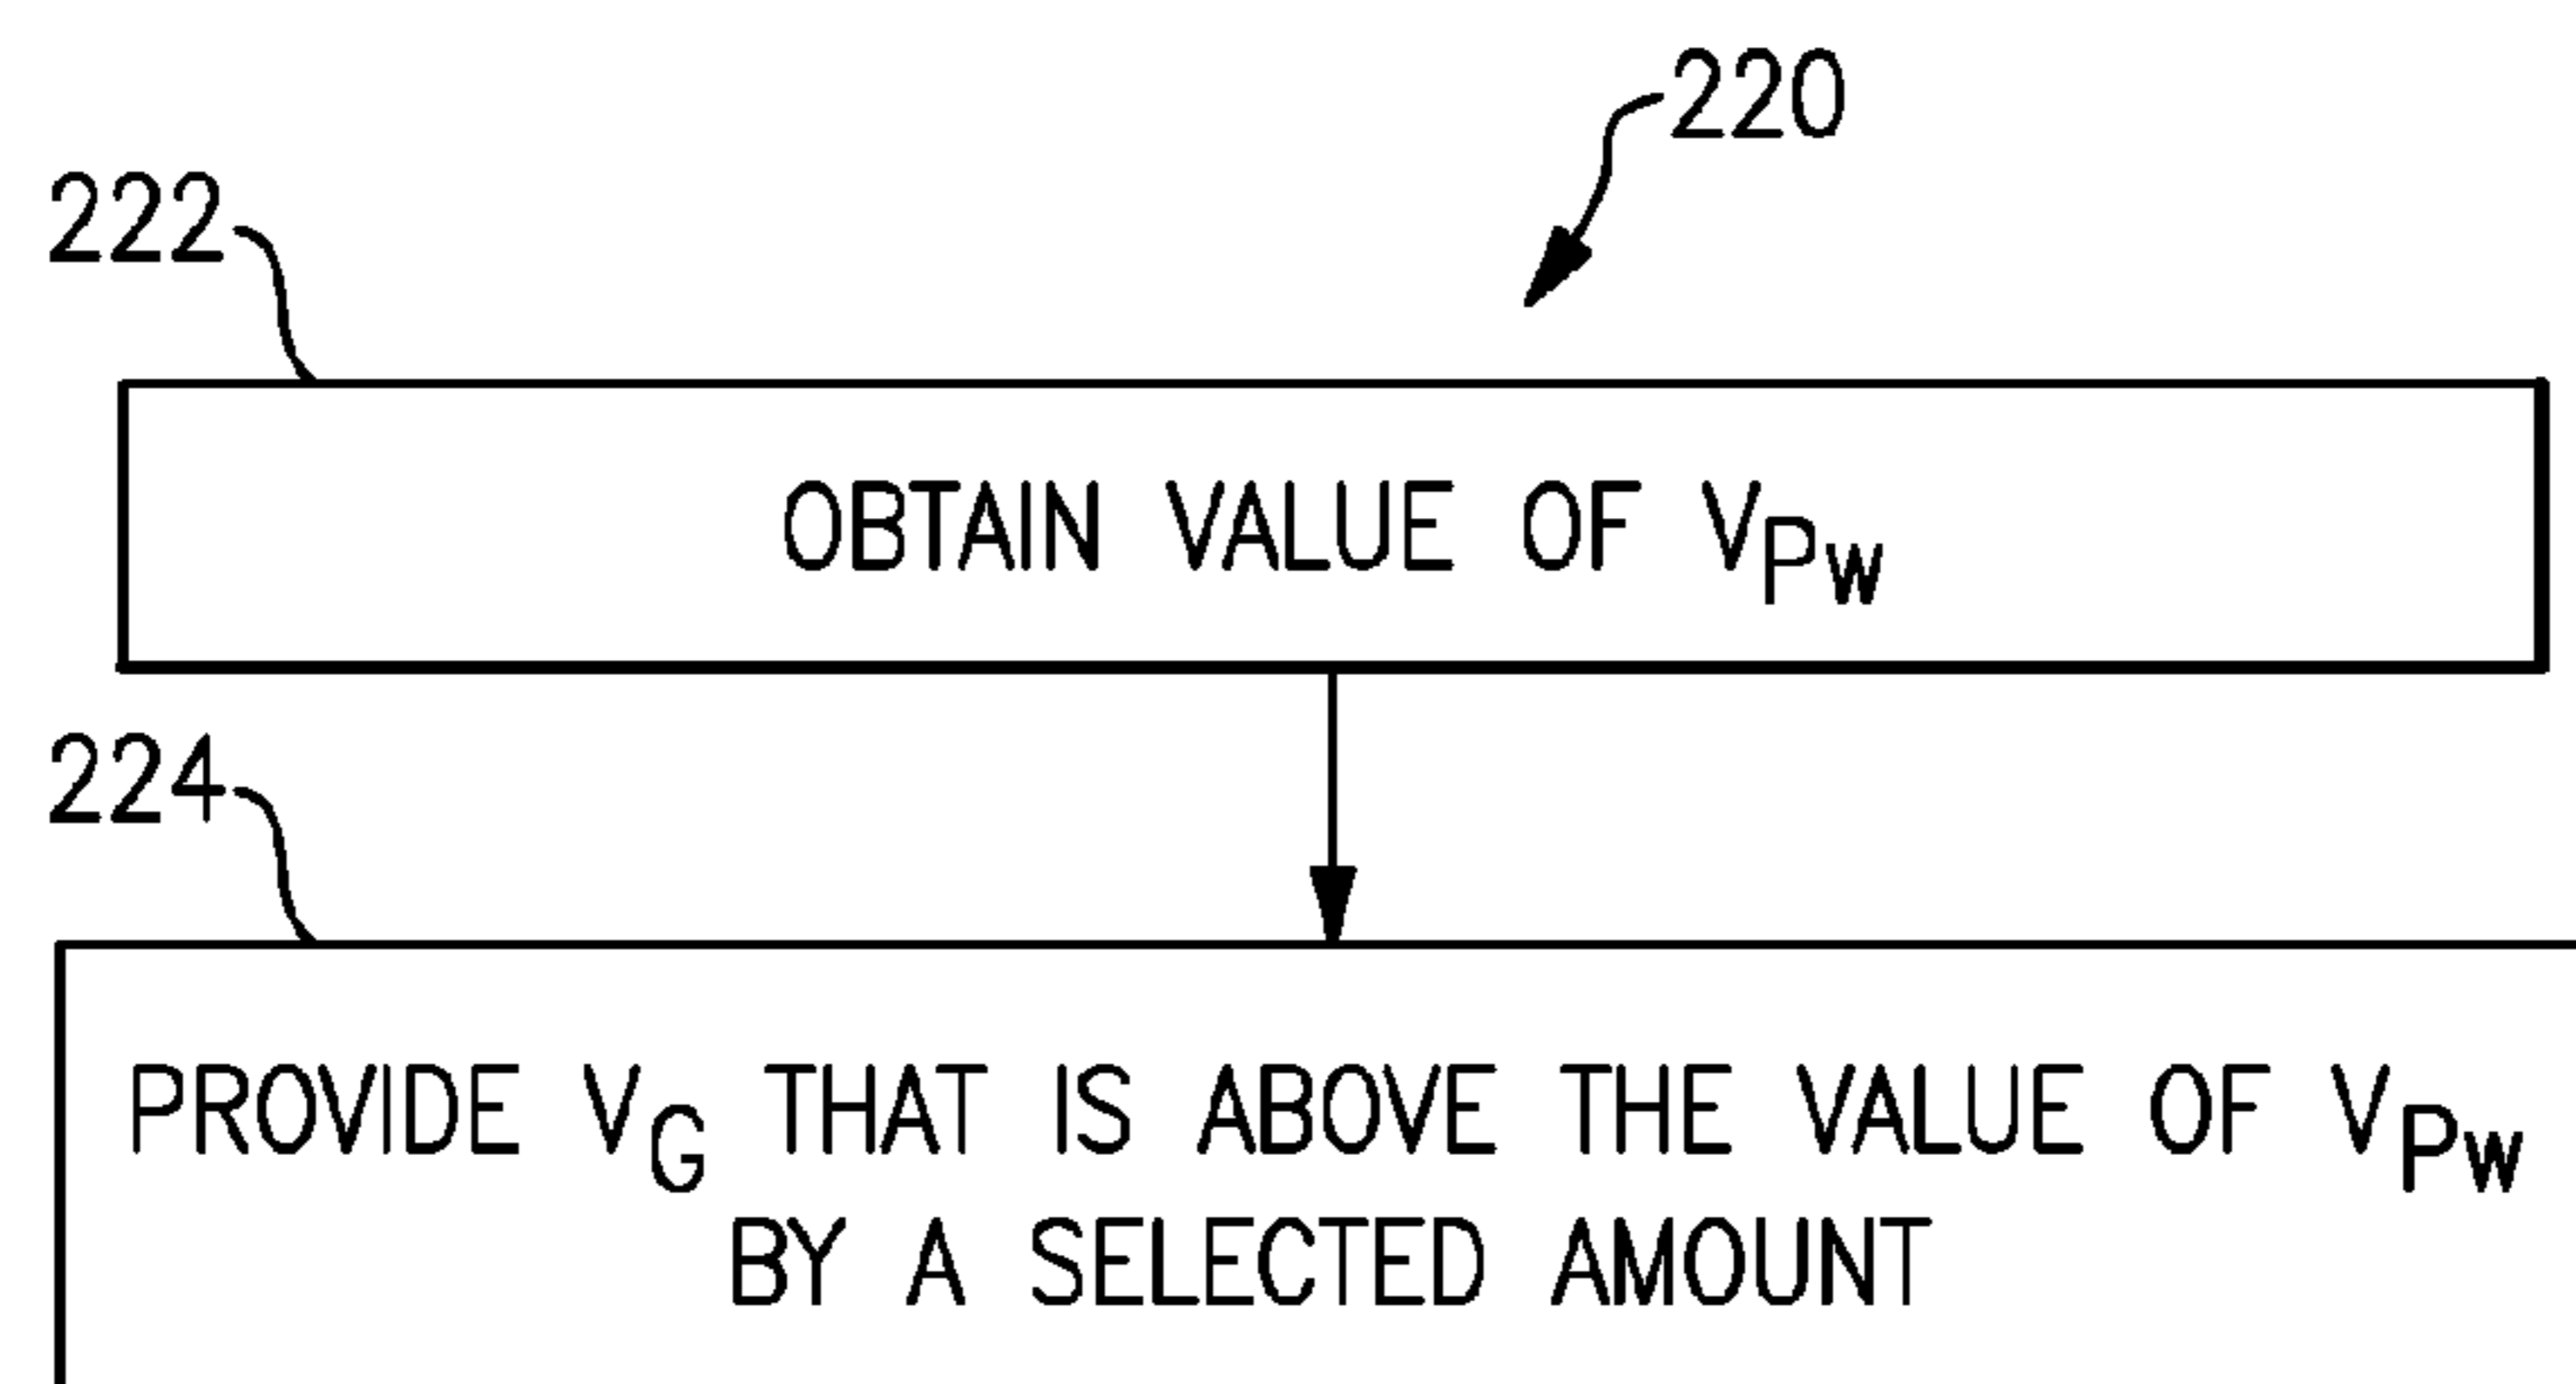 220
222
OBTAIN VALUE OF V_PW
224
PROVIDE V_G THAT IS ABOVE THE VALUE OF V_PW
BY A SELECTED AMOUNT